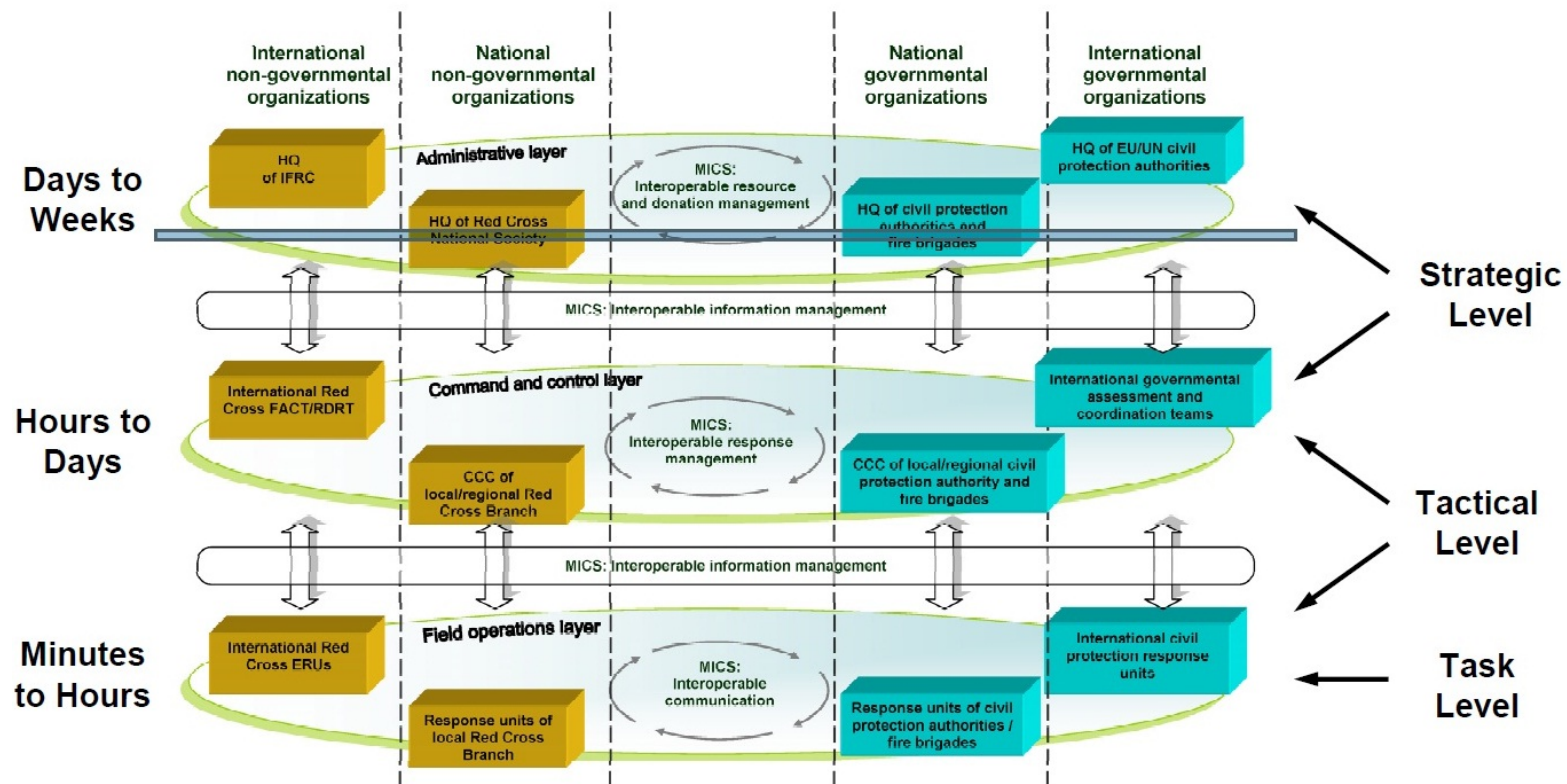 International
non-governmental
organizations
National
non-governmental
organizations
National
governmental
organizations
International
governmental
organizations
Days to
Weeks
Administrative layer
HQ
of IFRC
HQ of Red Cross
National Society
MICS:
Interoperable resource
and donation management
HQ of civil protection
authorities and
fire brigades
HQ of EU/UN civil
protection authorities
Strategic
Level
MICS: Interoperable information management
Hours to
Days
Command and control layer
International Red
Cross FACT/RDRT
CCC of
local/regional Red
Cross Branch
MICS:
Interoperable response
management
CCC of local/regional civil
protection authority and
fire brigades
International governmental
assessment and
coordination teams
Tactical
Level
MICS: Interoperable information management
Minutes
to Hours
Field operations layer
International Red
Cross ERUs
Response units of
local Red Cross
Branch
MICS:
Interoperable
communication
Response units of civil
protection authorities /
fire brigades
International civil
protection response
units
Task
Level